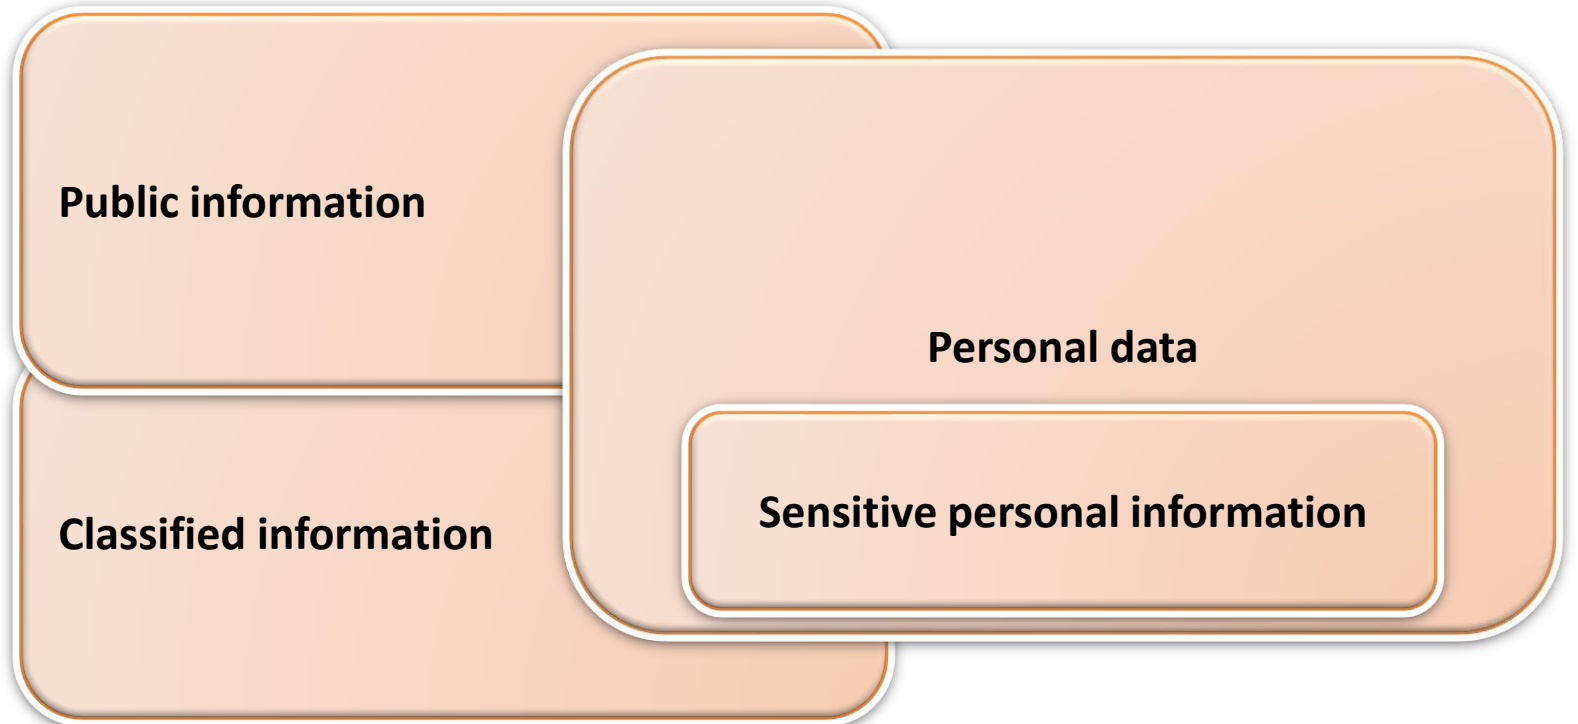 Public information
Personal data
Sensitive personal information
Classified information